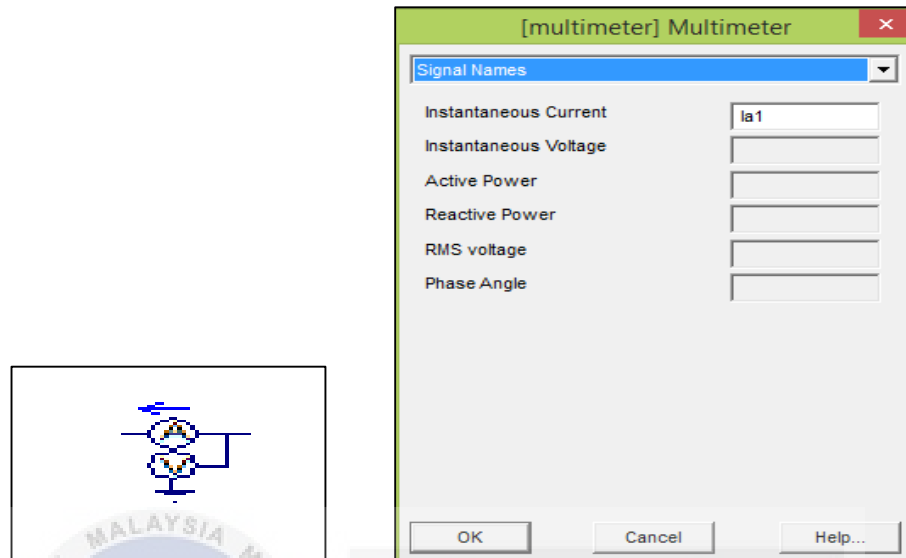 [multimeter] Multimeter
Signal Names
Instantaneous Current Ia1
Instantaneous Voltage
Active Power
Reactive Power
RMS voltage
Phase Angle
A
V
MALAYSIA
OK Cancel Help...